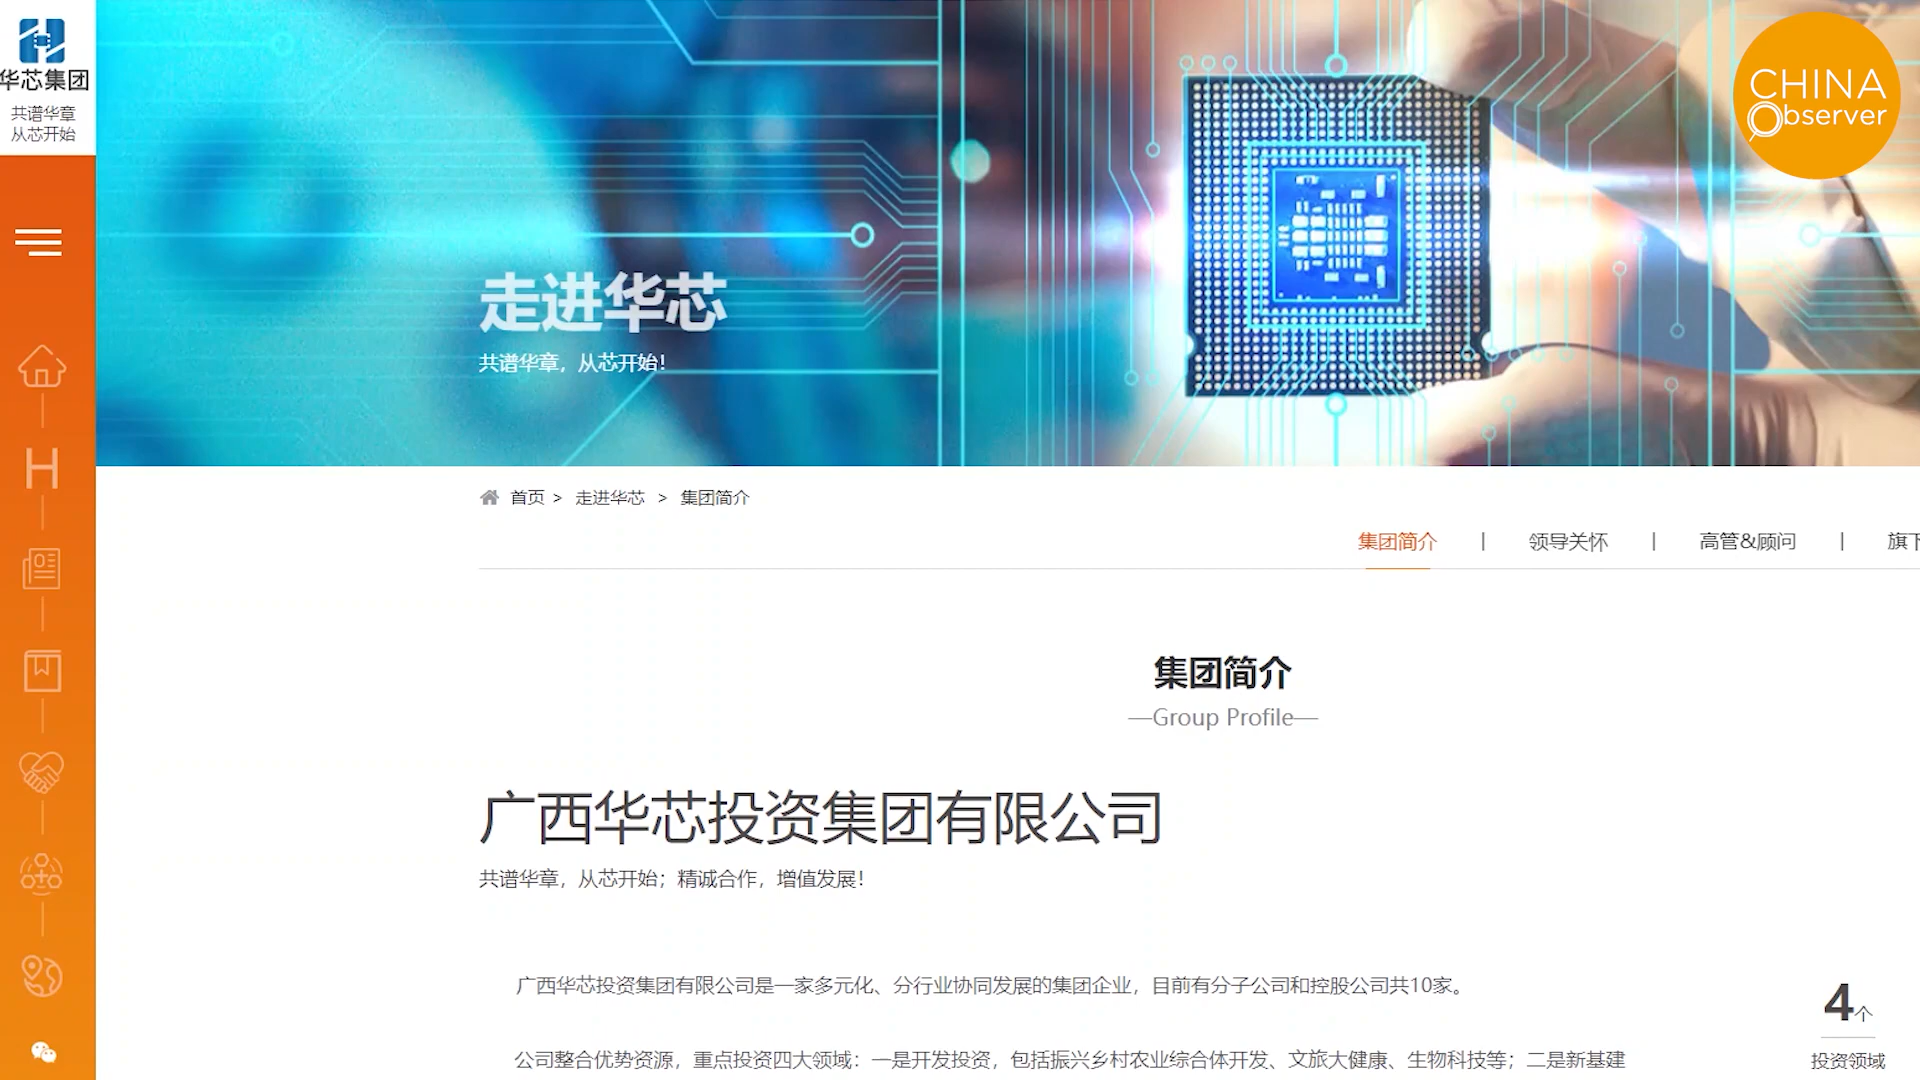 华芯集团
共谱华章
从芯开始
CHINA
Observer
走进华芯
共谱华章，从芯开始！
首页 > 走进华芯 > 集团简介
集团简介 | 领导关怀 | 高管&顾问 | 旗下
集团简介
—Group Profile—
广西华芯投资集团有限公司
共谱华章，从芯开始；精诚合作，增值发展！
广西华芯投资集团有限公司是一家多元化、分行业协同发展的集团企业，目前有分子公司和控股公司共10家。
4个
投资领域
公司整合优势资源，重点投资四大领域：一是开发投资，包括振兴乡村农业综合体开发、文旅大健康、生物科技等；二是新基建